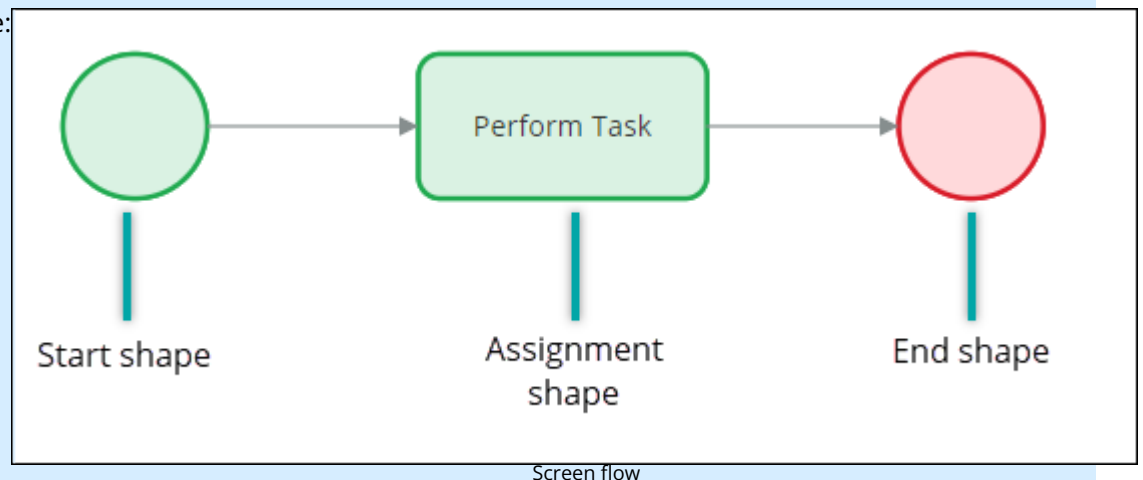 e:
Perform Task
Start shape
Assignment
shape
End shape
Screen flow